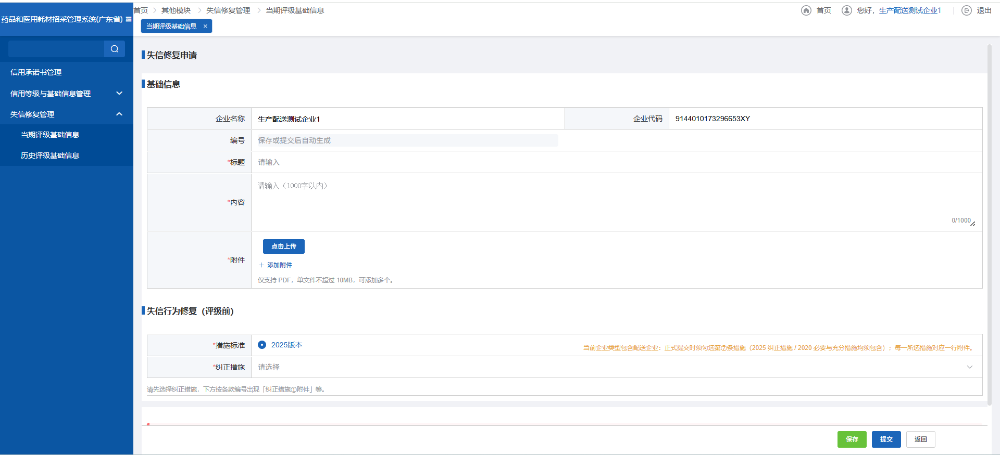 首页 > 其他模块 > 失信修复管理 > 当期评级基础信息
首页
您好，生产配送测试企业1
退出
药品和医用耗材招采管理系统(广东省)
当期评级基础信息 ×
信用承诺书管理
信用等级与基础信息管理
失信修复管理
当期评级基础信息
历史评级基础信息
失信修复申请
基础信息
企业名称 生产配送测试企业1 企业代码 9144010173296653XY
编号 保存或提交后自动生成
*标题 请输入
*内容 请输入（1000字以内）
0/1000
*附件 点击上传
+ 添加附件
仅支持 PDF，单文件不超过 10MB，可添加多个。
失信行为修复（评级前）
*措施标准 2025版本 当前企业类型包含配送企业：正式提交时须勾选第⑦条措施（2025 纠正措施 / 2020 必要与充分措施均须包含）；每一所选措施对应一行附件。
*纠正措施 请选择
请先选择纠正措施，下方按条款编号出现「纠正措施①附件」等。
保存 提交 返回